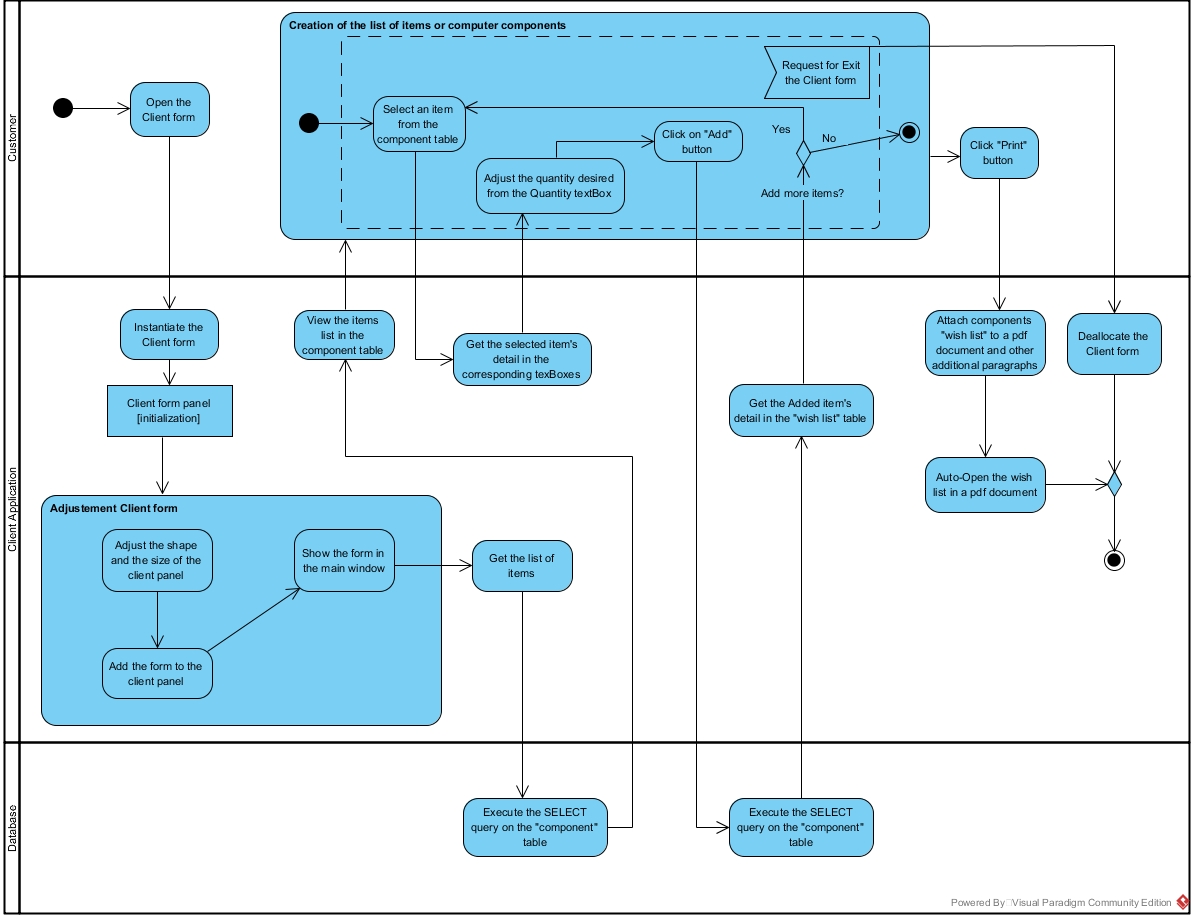 Customer
Creation of the list of items or computer components
Open the
Client form
Request for Exit
the Client form
Select an item
from the
component table
Click on "Add"
button
Yes
No
Adjust the quantity desired
from the Quantity textBox
Add more items?
Click "Print"
button
Client Application
Instantiate the
Client form
View the items
list in the
component table
Get the selected item's
detail in the
corresponding texBoxes
Attach components
"wish list" to a pdf
document and other
additional paragraphs
Deallocate the
Client form
Client form panel
[initialization]
Get the Added item's
detail in the "wish list" table
Auto-Open the wish
list in a pdf document
Adjustement Client form
Adjust the shape
and the size of the
client panel
Show the form in
the main window
Get the list of
items
Add the form to the
client panel
Database
Execute the SELECT
query on the "component"
table
Execute the SELECT
query on the "component"
table
Powered By Visual Paradigm Community Edition